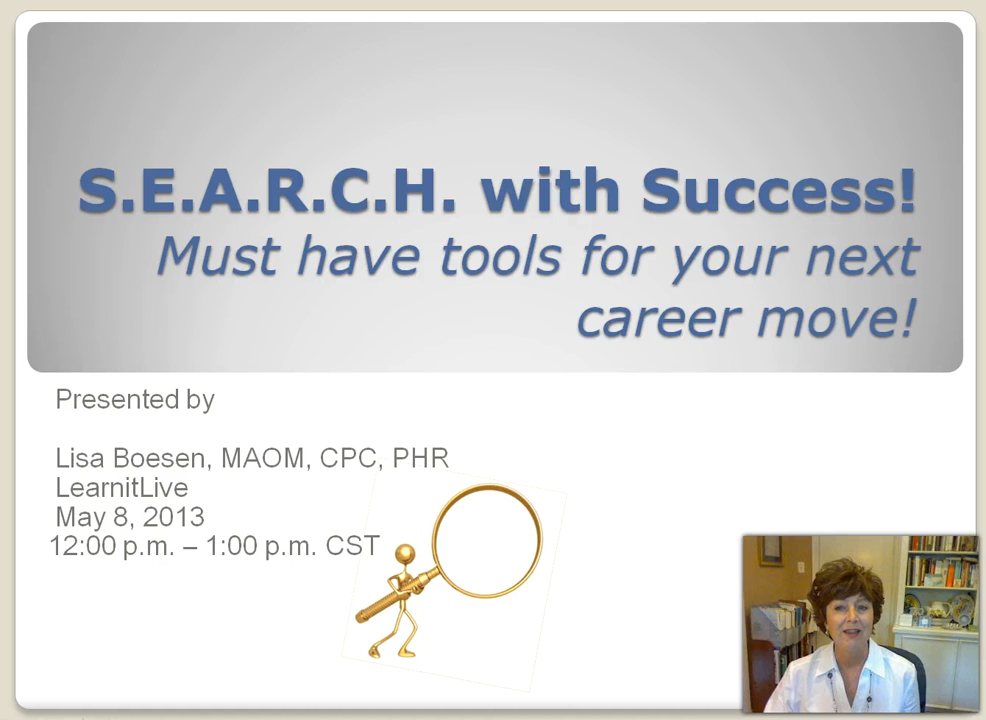 S.E.A.R.C.H. with Success!
Must have tools for your next
career move!
Presented by
Lisa Boesen, MAOM, CPC, PHR
LearnitLive
May 8, 2013
12:00 p.m. – 1:00 p.m. CST